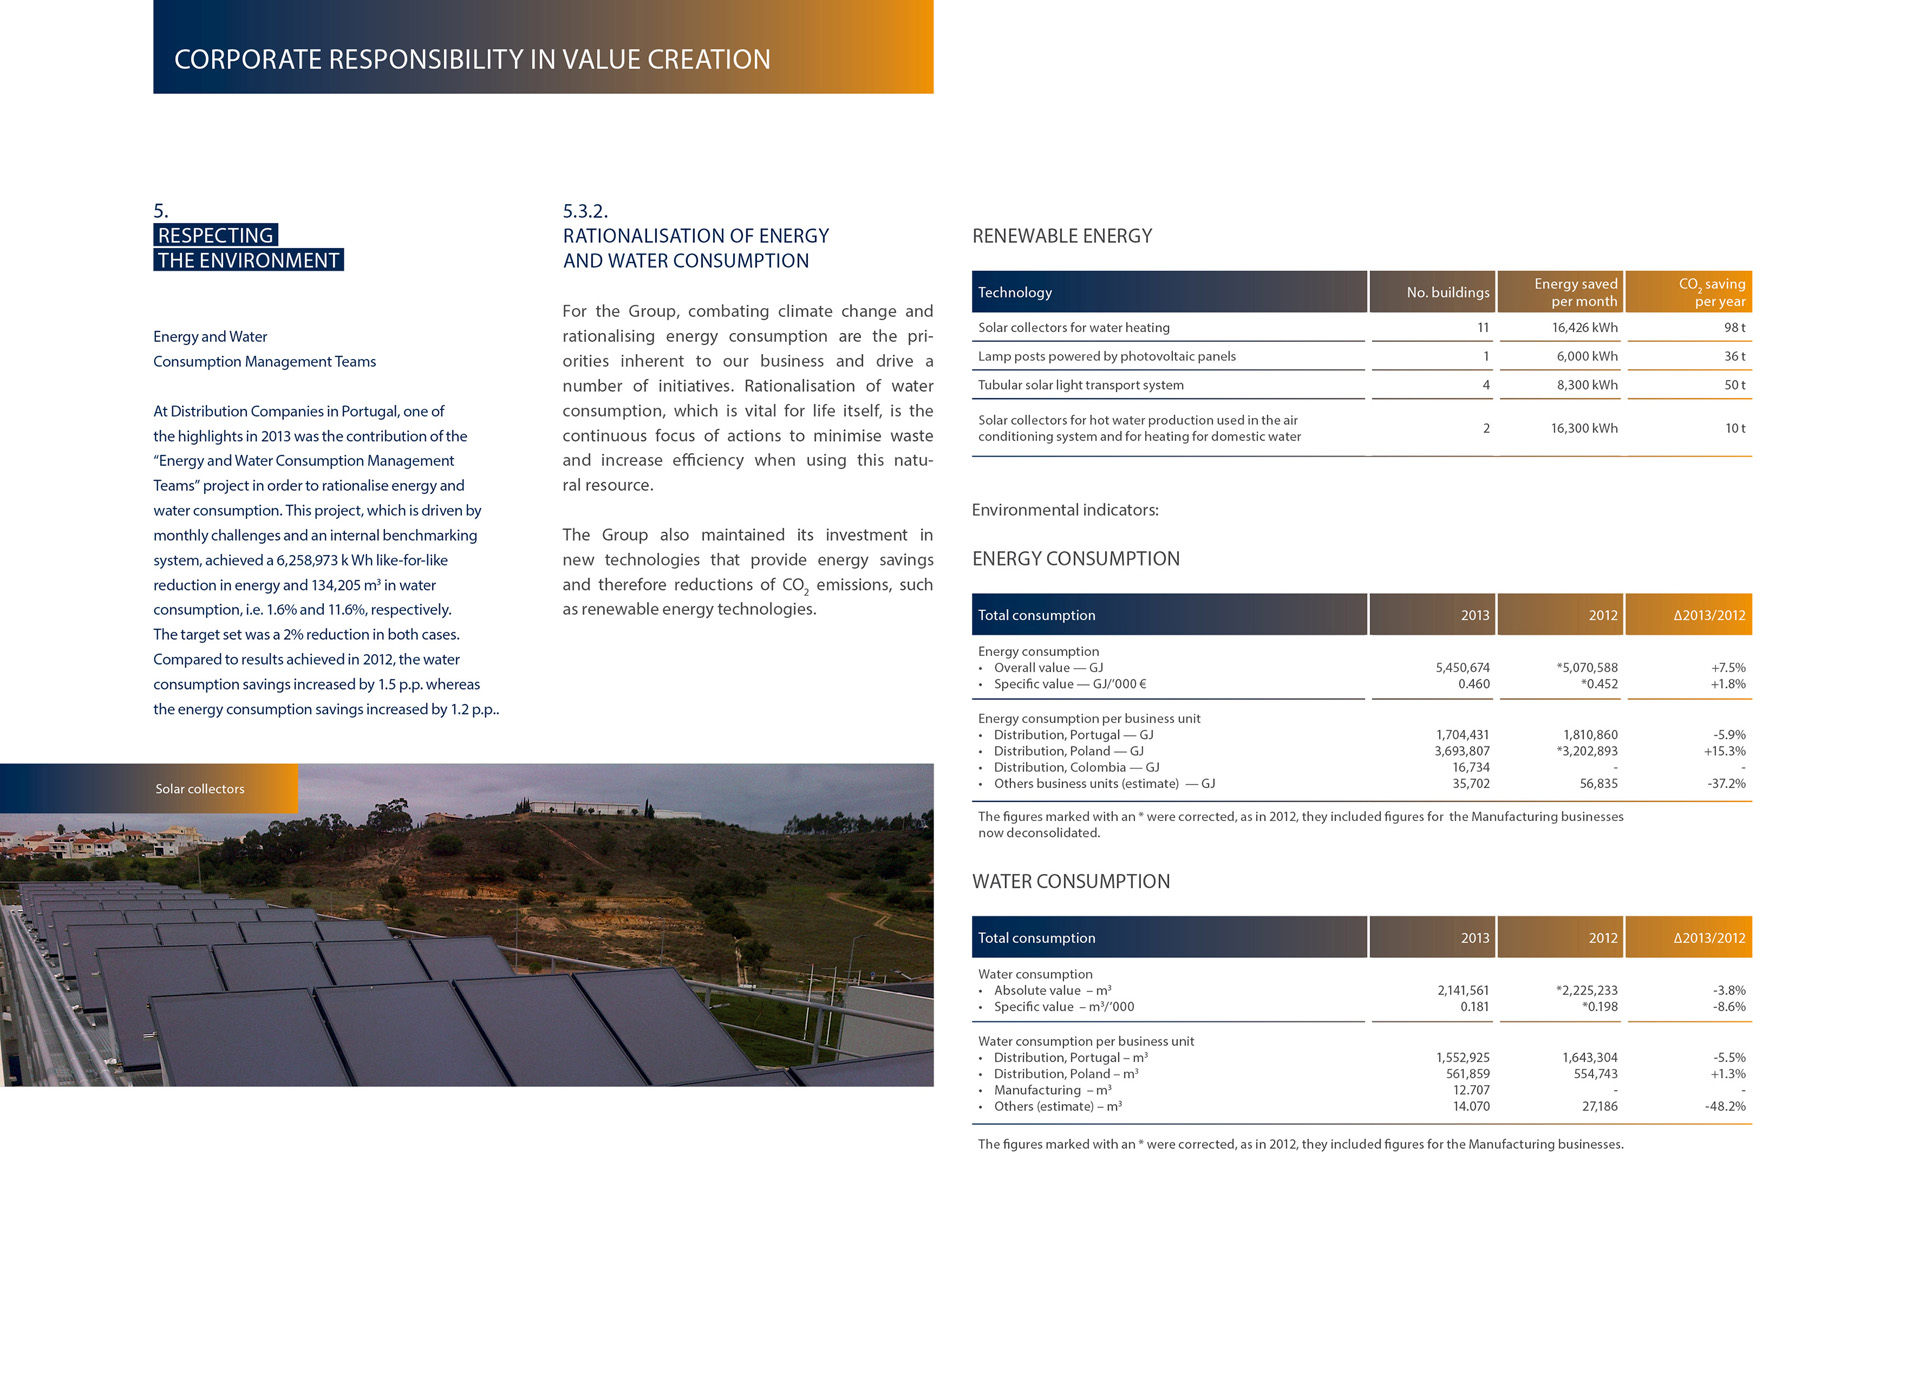 CORPORATE RESPONSIBILITY IN VALUE CREATION
5.
RESPECTING
THE ENVIRONMENT
Energy and Water
Consumption Management Teams
At Distribution Companies in Portugal, one of
the highlights in 2013 was the contribution of the
“Energy and Water Consumption Management
Teams” project in order to rationalise energy and
water consumption. This project, which is driven by
monthly challenges and an internal benchmarking
system, achieved a 6,258,973 k Wh like-for-like
reduction in energy and 134,205 m³ in water
consumption, i.e. 1.6% and 11.6%, respectively.
The target set was a 2% reduction in both cases.
Compared to results achieved in 2012, the water
consumption savings increased by 1.5 p.p. whereas
the energy consumption savings increased by 1.2 p.p..
Solar collectors
5.3.2.
RATIONALISATION OF ENERGY
AND WATER CONSUMPTION
For the Group, combating climate change and
rationalising energy consumption are the pri-
orities inherent to our business and drive a
number of initiatives. Rationalisation of water
consumption, which is vital for life itself, is the
continuous focus of actions to minimise waste
and increase efficiency when using this natu-
ral resource.
The Group also maintained its investment in
new technologies that provide energy savings
and therefore reductions of CO₂ emissions, such
as renewable energy technologies.
RENEWABLE ENERGY
Technology No. buildings Energy saved per month CO₂ saving per year
Solar collectors for water heating 11 16,426 kWh 98 t
Lamp posts powered by photovoltaic panels 1 6,000 kWh 36 t
Tubular solar light transport system 4 8,300 kWh 50 t
Solar collectors for hot water production used in the air
conditioning system and for heating for domestic water 2 16,300 kWh 10 t
Environmental indicators:
ENERGY CONSUMPTION
Total consumption 2013 2012 Δ2013/2012
Energy consumption
• Overall value — GJ 5,450,674 *5,070,588 +7.5%
• Specific value — GJ/’000 € 0.460 *0.452 +1.8%
Energy consumption per business unit
• Distribution, Portugal — GJ 1,704,431 1,810,860 -5.9%
• Distribution, Poland — GJ 3,693,807 *3,202,893 +15.3%
• Distribution, Colombia — GJ 16,734 - -
• Others business units (estimate) — GJ 35,702 56,835 -37.2%
The figures marked with an * were corrected, as in 2012, they included figures for the Manufacturing businesses
now deconsolidated.
WATER CONSUMPTION
Total consumption 2013 2012 Δ2013/2012
Water consumption
• Absolute value – m³ 2,141,561 *2,225,233 -3.8%
• Specific value – m³/’000 0.181 *0.198 -8.6%
Water consumption per business unit
• Distribution, Portugal – m³ 1,552,925 1,643,304 -5.5%
• Distribution, Poland – m³ 561,859 554,743 +1.3%
• Manufacturing – m³ 12.707 - -
• Others (estimate) – m³ 14.070 27,186 -48.2%
The figures marked with an * were corrected, as in 2012, they included figures for the Manufacturing businesses.